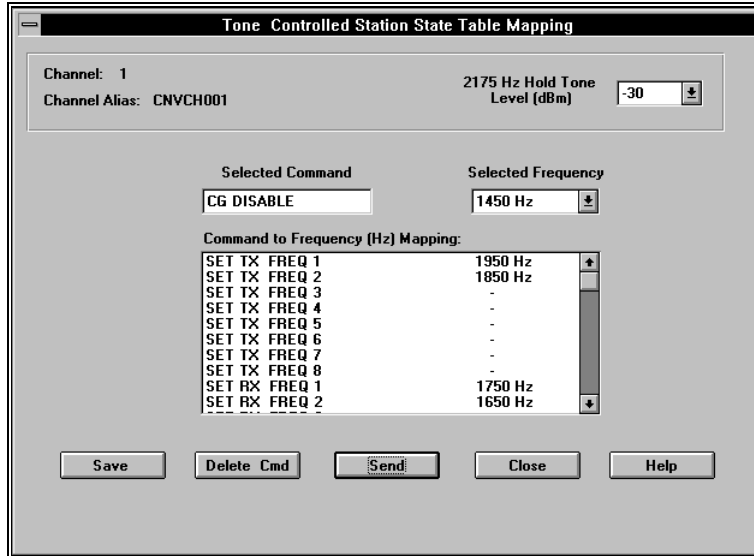 Tone Controlled Station State Table Mapping
Channel: 1
Channel Alias: CNVCH001
2175 Hz Hold Tone
Level (dBm)
-30
Selected Command
Selected Frequency
CG DISABLE
1450 Hz
Command to Frequency (Hz) Mapping:
SET TX FREQ 1 1950 Hz
SET TX FREQ 2 1850 Hz
SET TX FREQ 3 -
SET TX FREQ 4 -
SET TX FREQ 5 -
SET TX FREQ 6 -
SET TX FREQ 7 -
SET TX FREQ 8 -
SET RX FREQ 1 1750 Hz
SET RX FREQ 2 1650 Hz
Save Delete Cmd Send Close Help